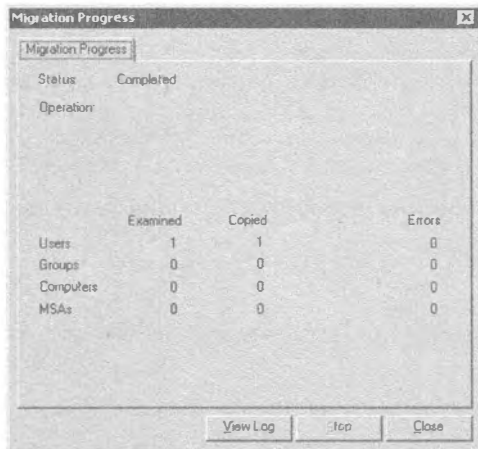 Migration Progress
Migration Progress
Status: Completed
Operation:
Examined Copied Errors
Users 1 1 0
Groups 0 0 0
Computers 0 0 0
MSAs 0 0 0
View Log Stop Close